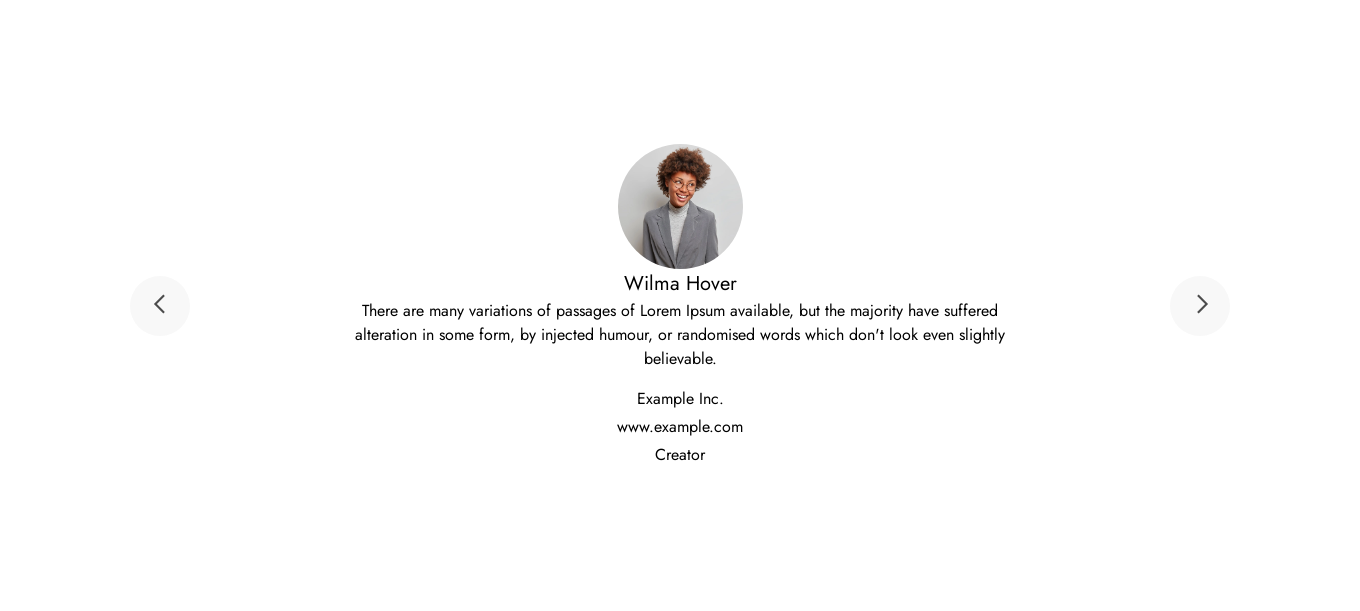 Wilma Hover
There are many variations of passages of Lorem Ipsum available, but the majority have suffered
alteration in some form, by injected humour, or randomised words which don't look even slightly
believable.
Example Inc.
www.example.com
Creator